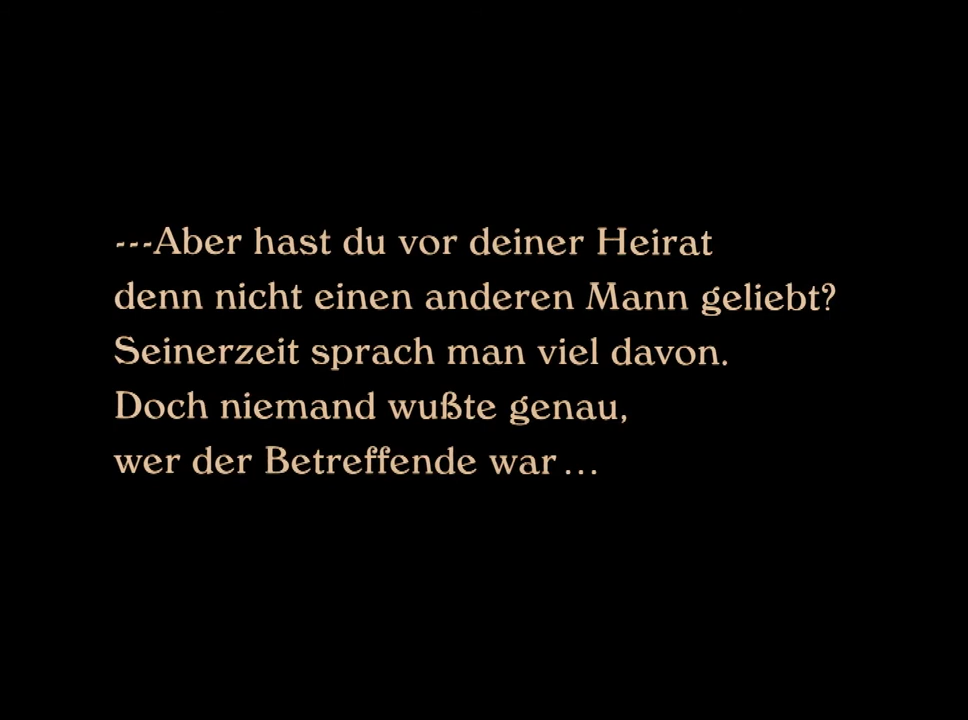 ---Aber hast du vor deiner Heirat
denn nicht einen anderen Mann geliebt?
Seinerzeit sprach man viel davon.
Doch niemand wußte genau,
wer der Betreffende war...